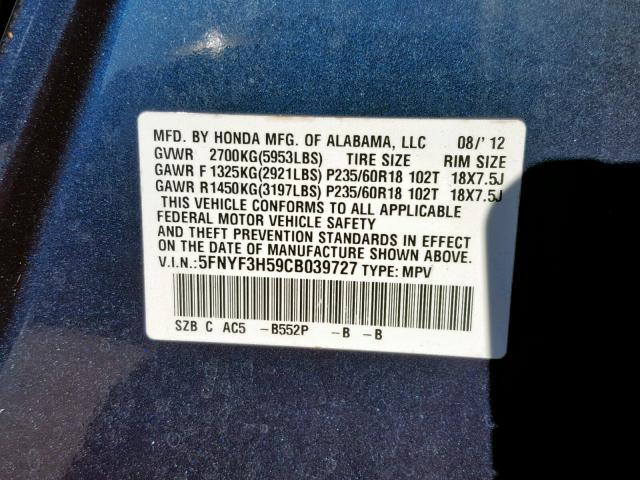 MFD. BY HONDA MFG. OF ALABAMA, LLC 08/'12
GVWR 2700KG(5953LBS) TIRE SIZE RIM SIZE
GAWR F 1325KG(2921LBS) P235/60R18 102T 18X7.5J
GAWR R 1450KG(3197LBS) P235/60R18 102T 18X7.5J
THIS VEHICLE CONFORMS TO ALL APPLICABLE
FEDERAL MOTOR VEHICLE SAFETY
AND THEFT PREVENTION STANDARDS IN EFFECT
ON THE DATE OF MANUFACTURE SHOWN ABOVE.
V.I.N.: 5FNYF3H59CB039727 TYPE: MPV
SZB C AC5 -B552P -B -B